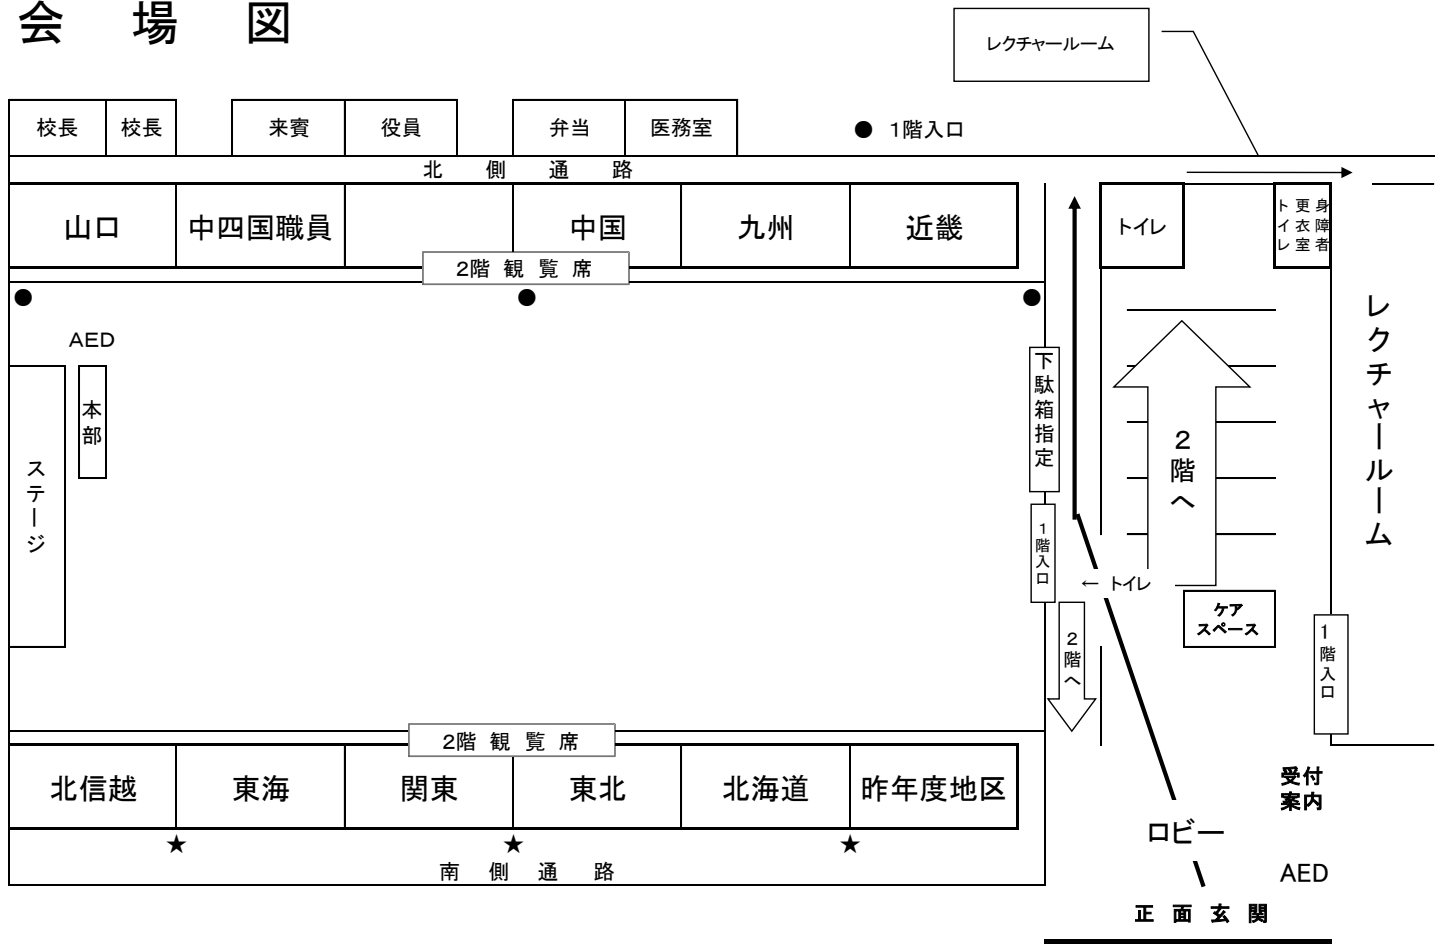 会場図
レクチャールーム
校長
校長
来賓
役員
弁当
医務室
● 1階入口
北側通路
山口
中四国職員
中国
九州
近畿
トイレ
身障者
更衣室
トイレ
2階観覧席
AED
本部
ステージ
下駄箱指定
1階入口
2階へ
← トイレ
2階へ
ケア
スペース
レクチャールーム
1階入口
2階観覧席
北信越
東海
関東
東北
北海道
昨年度地区
★
★
★
南側通路
受付
案内
ロビー
AED
正面玄関